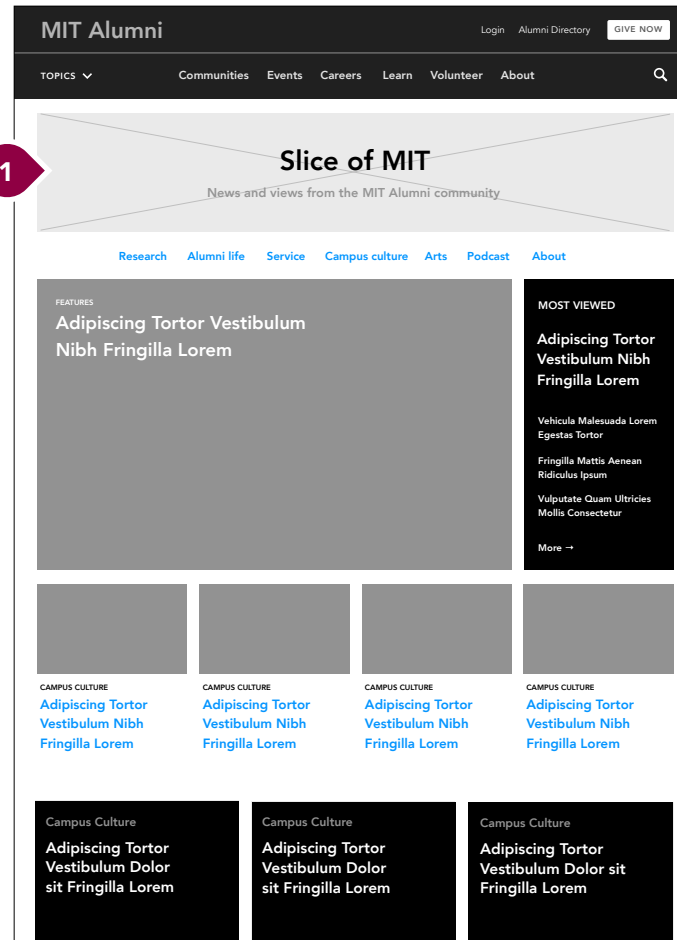 MIT Alumni
Login Alumni Directory GIVE NOW
TOPICS Communities Events Careers Learn Volunteer About
1
Slice of MIT
News and views from the MIT Alumni community
Research Alumni life Service Campus culture Arts Podcast About
FEATURES
Adipiscing Tortor Vestibulum
Nibh Fringilla Lorem
MOST VIEWED
Adipiscing Tortor
Vestibulum Nibh
Fringilla Lorem
Vehicula Malesuada Lorem
Egestas Tortor
Fringilla Mattis Aenean
Ridiculus Ipsum
Vulputate Quam Ultricies
Mollis Consectetur
More →
CAMPUS CULTURE
Adipiscing Tortor
Vestibulum Nibh
Fringilla Lorem
CAMPUS CULTURE
Adipiscing Tortor
Vestibulum Nibh
Fringilla Lorem
CAMPUS CULTURE
Adipiscing Tortor
Vestibulum Nibh
Fringilla Lorem
CAMPUS CULTURE
Adipiscing Tortor
Vestibulum Nibh
Fringilla Lorem
Campus Culture
Adipiscing Tortor
Vestibulum Dolor
sit Fringilla Lorem
Campus Culture
Adipiscing Tortor
Vestibulum Dolor
sit Fringilla Lorem
Campus Culture
Adipiscing Tortor
Vestibulum Dolor sit
Fringilla Lorem